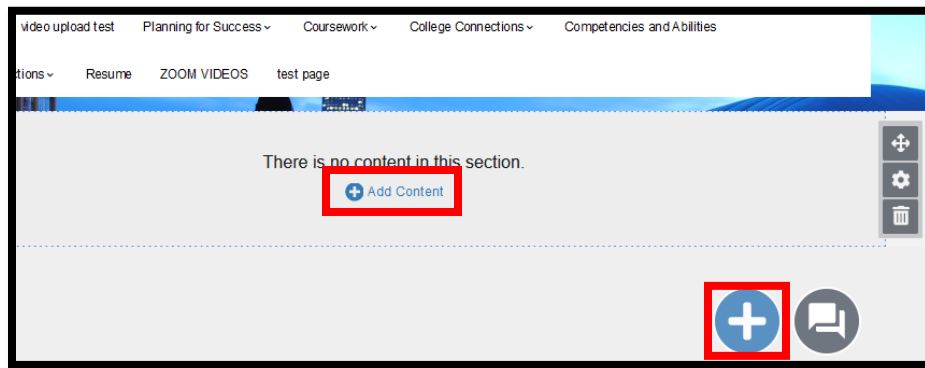 video upload test Planning for Success Coursework College Connections Competencies and Abilities
Resume ZOOM VIDEOS test page
There is no content in this section.
Add Content